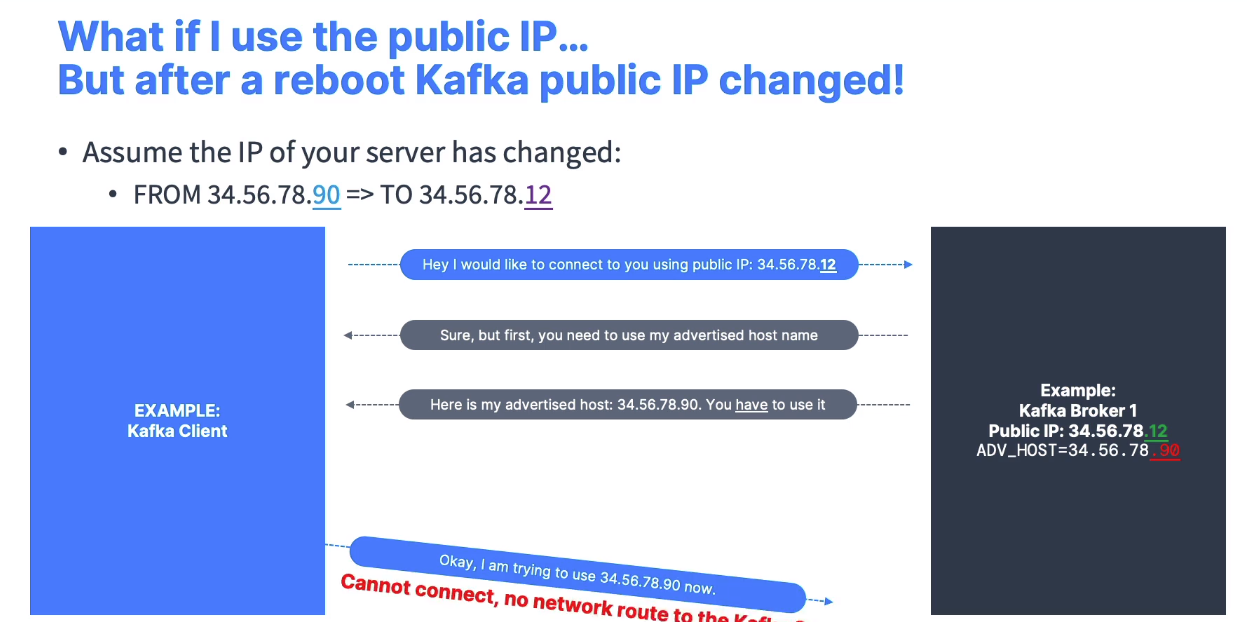 What if I use the public IP...
But after a reboot Kafka public IP changed!
• Assume the IP of your server has changed:
• FROM 34.56.78.90 => TO 34.56.78.12
Hey I would like to connect to you using public IP: 34.56.78.12
Sure, but first, you need to use my advertised host name
Here is my advertised host: 34.56.78.90. You have to use it
EXAMPLE:
Kafka Client
Example:
Kafka Broker 1
Public IP: 34.56.78.12
ADV_HOST=34.56.78.90
Okay, I am trying to use 34.56.78.90 now.
Cannot connect, no network route to the